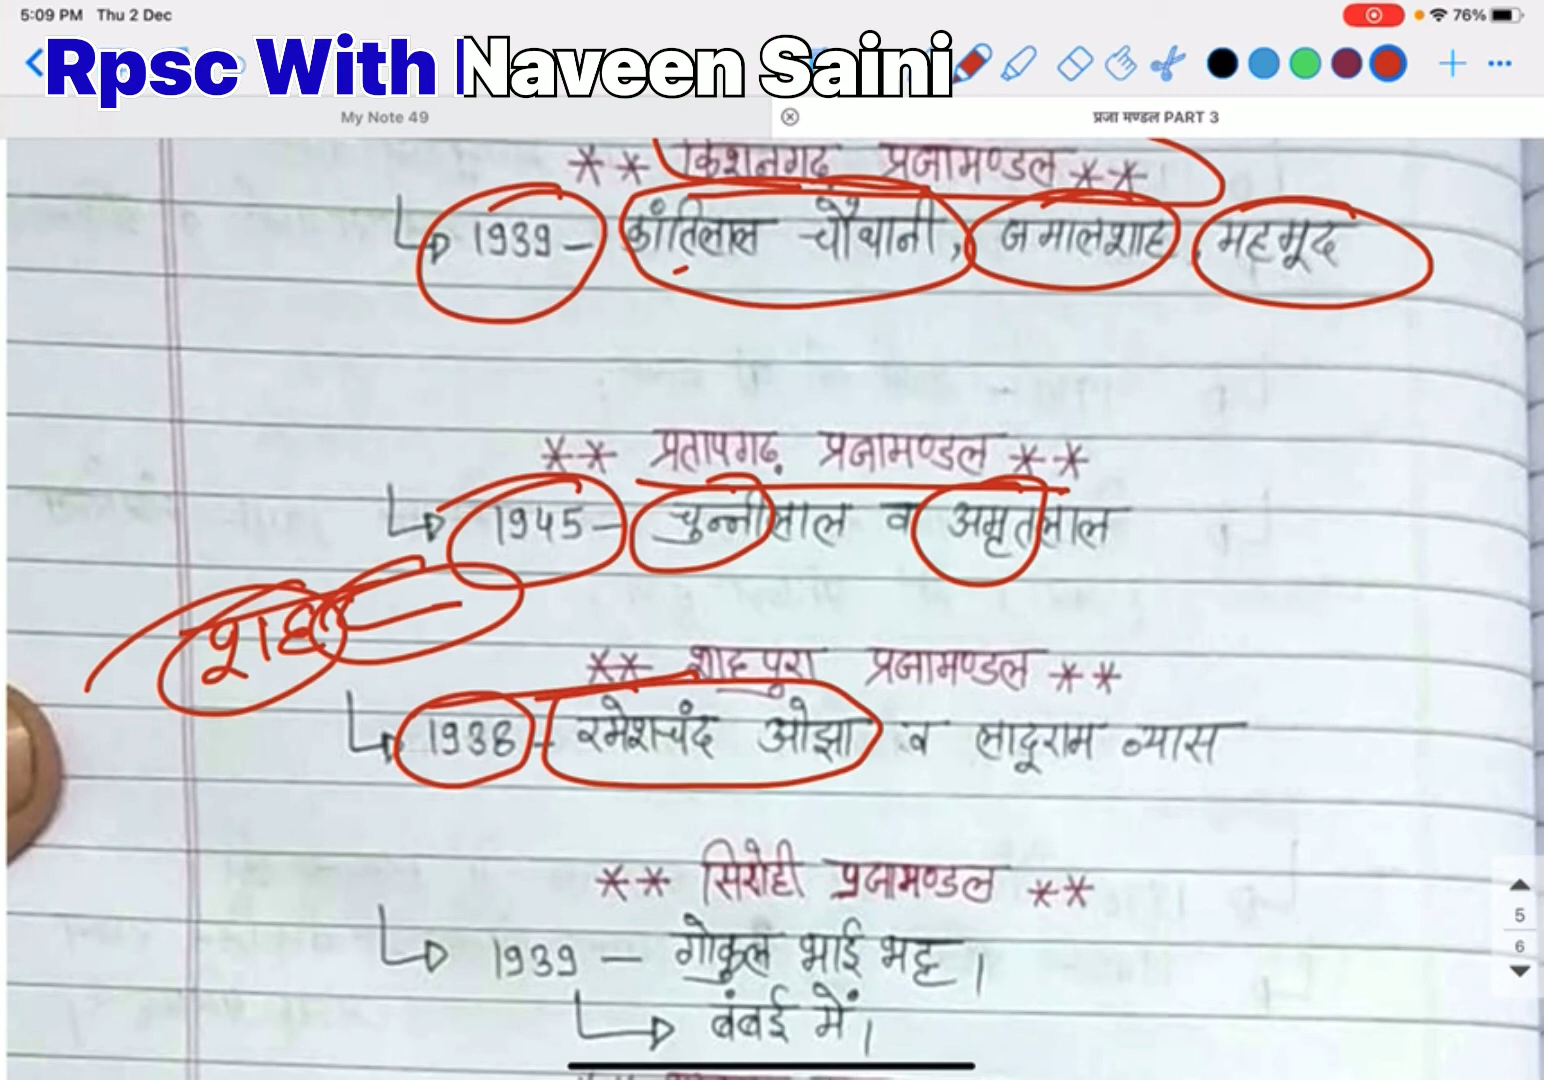 5:09 PM Thu 2 Dec
76%
Rpsc With Naveen Saini
My Note 49
प्रजा मण्डल PART 3
** किशनगढ़ प्रजामण्डल **
1939 – कांतिलाल चौथानी, जमालशाह, महमूद
** प्रतापगढ़ प्रजामण्डल **
1945 – चुन्नीलाल व अमृतलाल
** शाहपुरा प्रजामण्डल **
1938 – रमेशचंद ओझा व लादूराम व्यास
** सिरोही प्रजामण्डल **
1939 – गोकुल भाई भट्ट।
बंबई में।
5
6